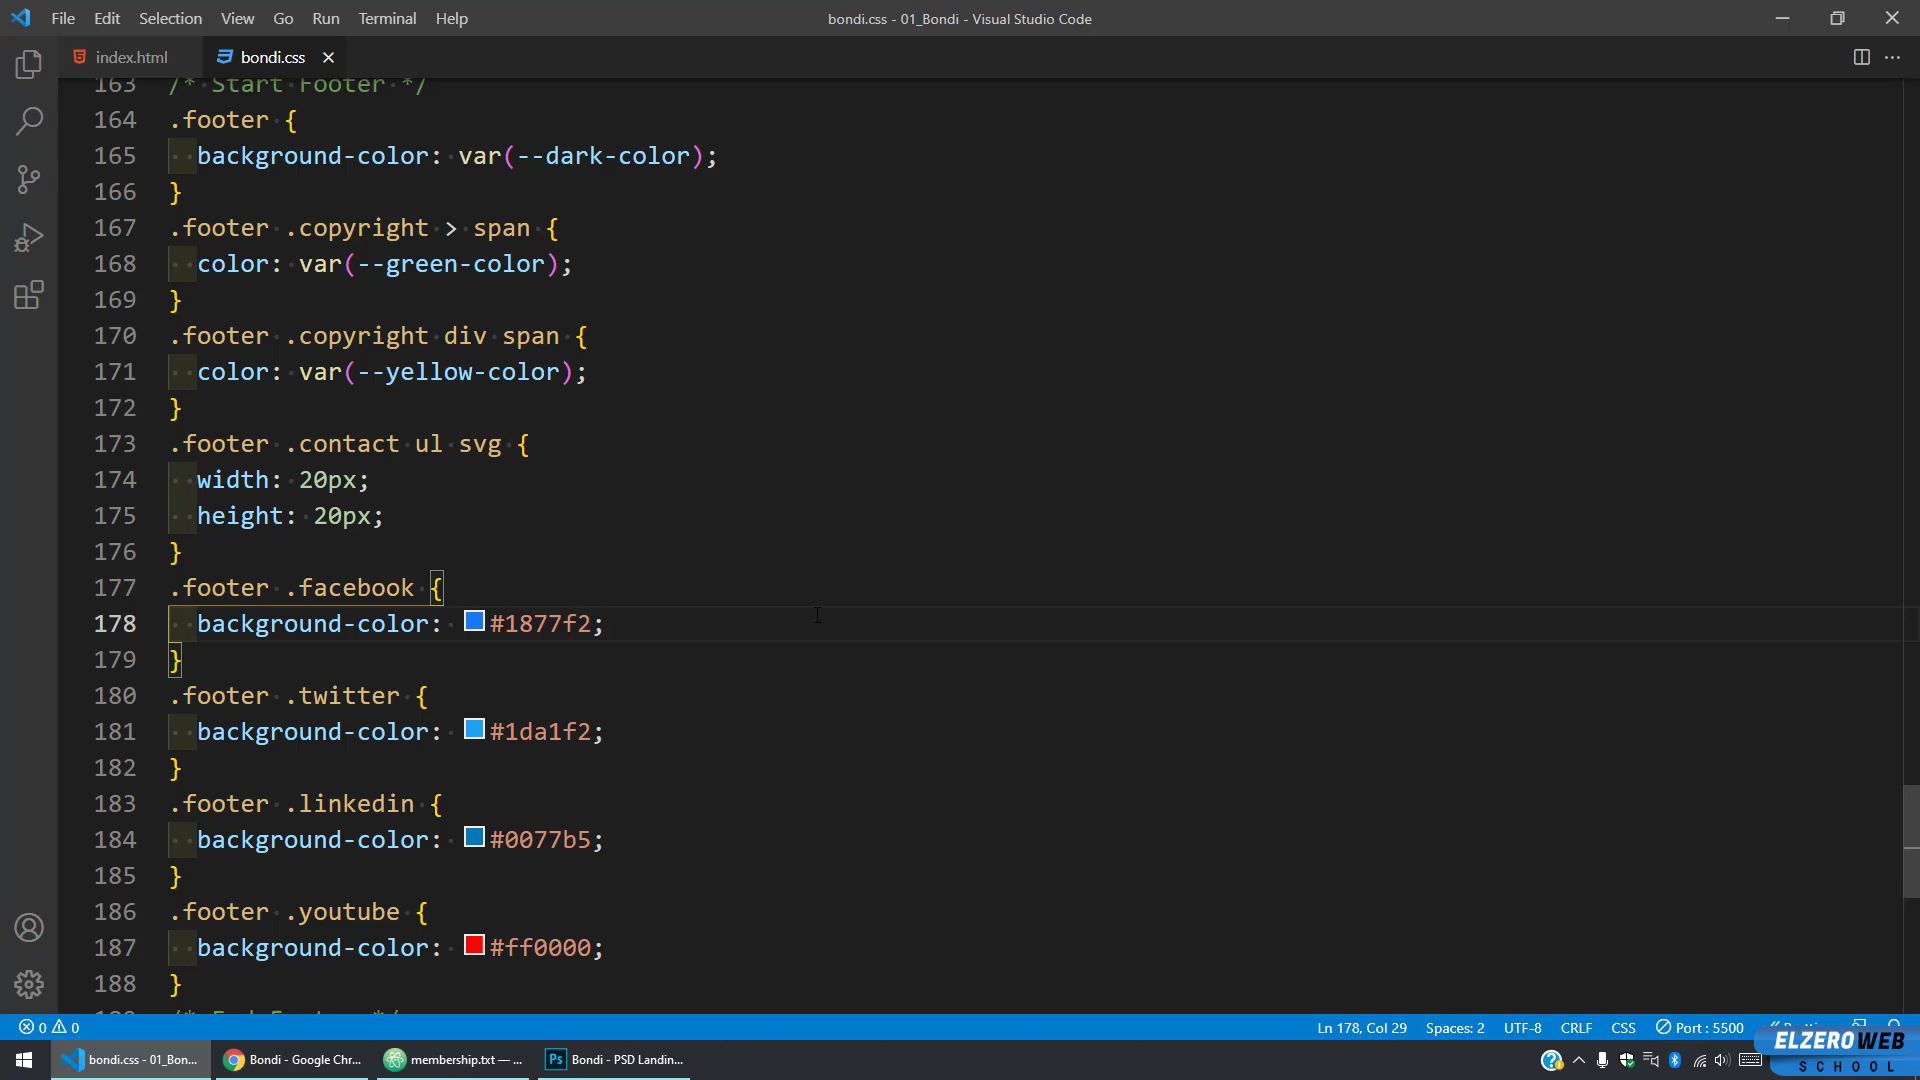 File Edit Selection View Go Run Terminal Help
bondi.css - 01_Bondi - Visual Studio Code
index.html
bondi.css
163 /* Start Footer */
164 .footer {
165 background-color: var(--dark-color);
166 }
167 .footer .copyright > span {
168 color: var(--green-color);
169 }
170 .footer .copyright div span {
171 color: var(--yellow-color);
172 }
173 .footer .contact ul svg {
174 width: 20px;
175 height: 20px;
176 }
177 .footer .facebook {
178 background-color: #1877f2;
179 }
180 .footer .twitter {
181 background-color: #1da1f2;
182 }
183 .footer .linkedin {
184 background-color: #0077b5;
185 }
186 .footer .youtube {
187 background-color: #ff0000;
188 }
0 0
Ln 178, Col 29 Spaces: 2 UTF-8 CRLF CSS Port : 5500
bondi.css - 01_Bon...
Bondi - Google Chr...
membership.txt — ...
Bondi - PSD Landin...
ELZEROWEB
SCHOOL